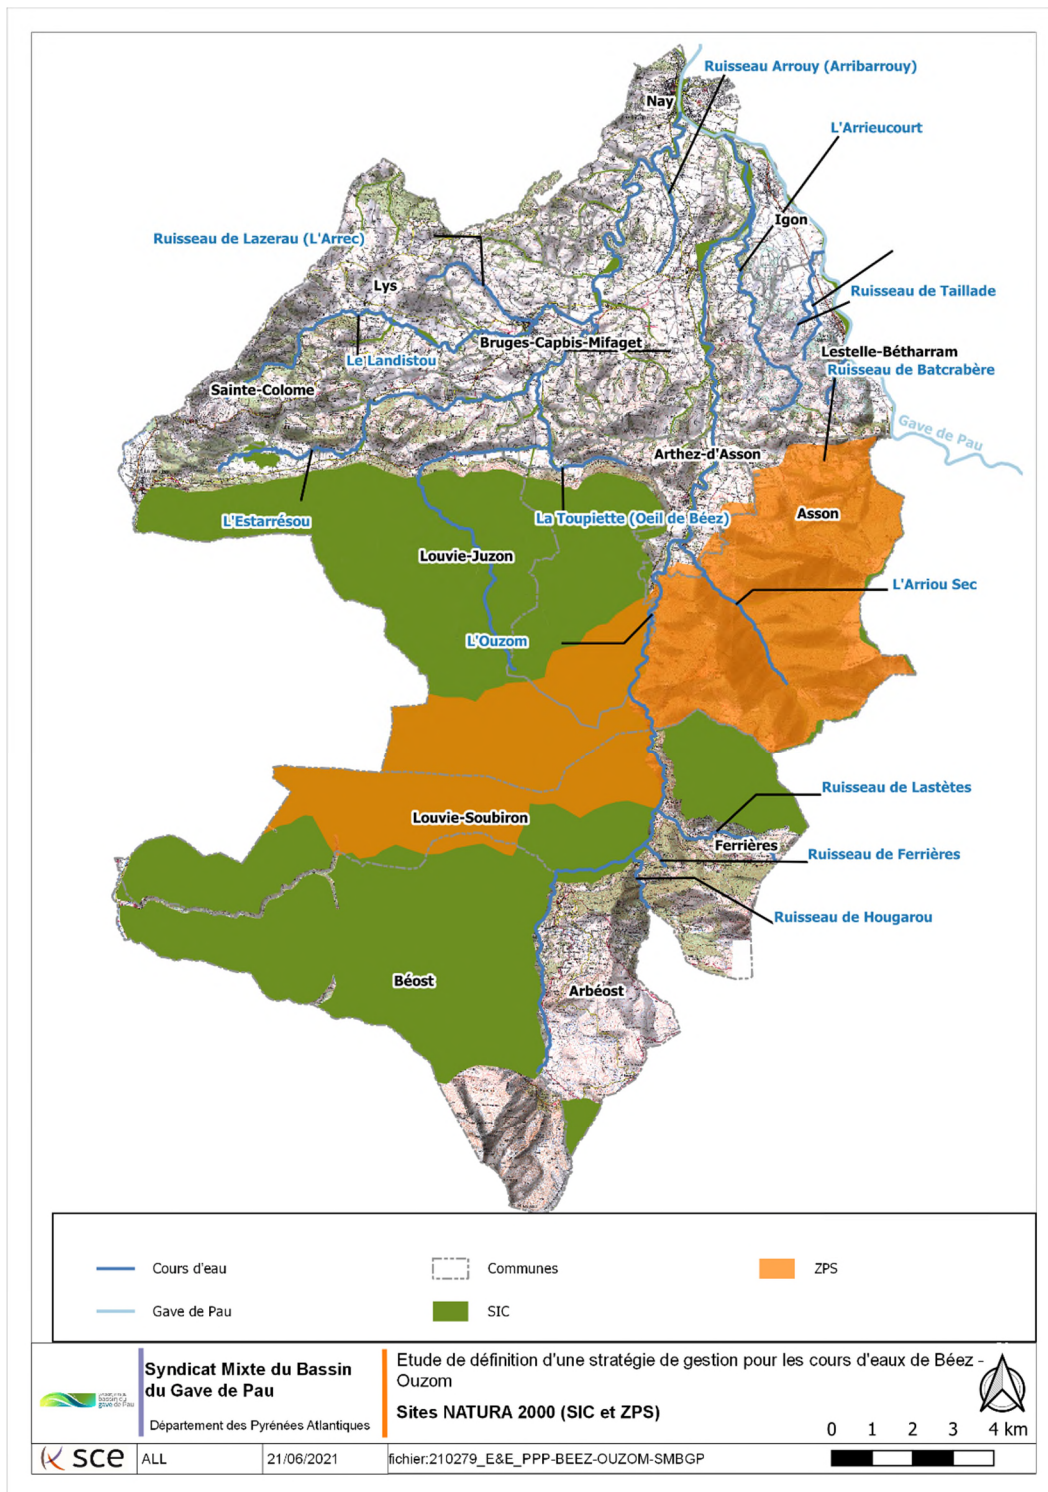 Ruisseau Arrouy (Arribarrouy)
Nay
L'Arrieucourt
Igon
Ruisseau de Lazerau (L'Arrec)
Lys
Ruisseau de Taillade
Bruges-Capbis-Mifaget
Lestelle-Bétharram
Le Landistou
Ruisseau de Batcrabère
Sainte-Colome
Gave de Pau
Arthez-d'Asson
L'Estarrésou
La Toupiette (Oeil de Béez)
Asson
Louvie-Juzon
L'Arriou Sec
L'Ouzom
Ruisseau de Lastètes
Louvie-Soubiron
Ferrières
Ruisseau de Ferrières
Ruisseau de Hougarou
Béost
Arbéost
Cours d'eau
Communes
ZPS
Gave de Pau
SIC
Syndicat Mixte du Bassin
du Gave de Pau
Département des Pyrénées Atlantiques
Etude de définition d'une stratégie de gestion pour les cours d'eaux de Béez -
Ouzom
Sites NATURA 2000 (SIC et ZPS)
0 1 2 3 4 km
bassin du
gave de Pau
sce
ALL
21/06/2021
fichier:210279_E&E_PPP-BEEZ-OUZOM-SMBGP